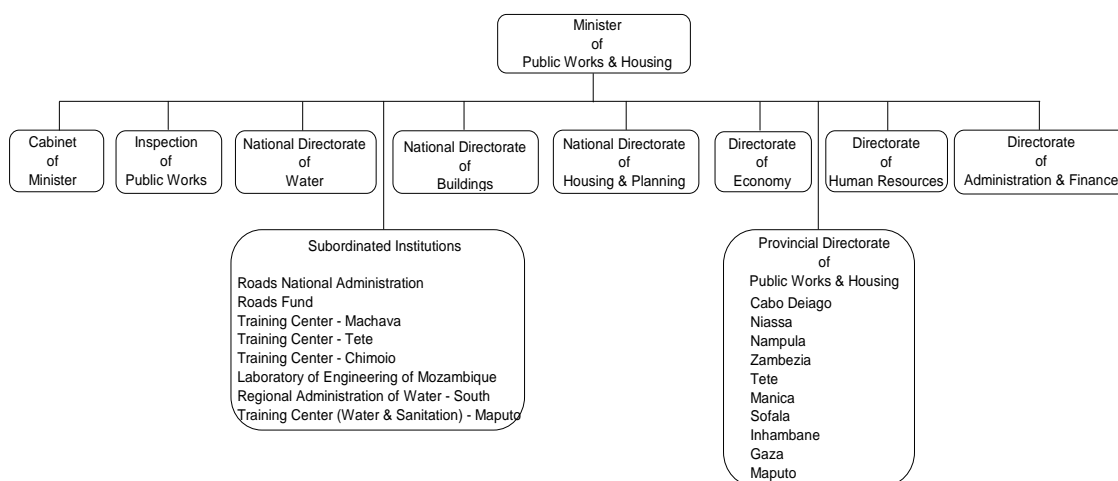 Minister
of
Public Works & Housing
Cabinet
of
Minister
Inspection
of
Public Works
National Directorate
of
Water
National Directorate
of
Buildings
National Directorate
of
Housing & Planning
Directorate
of
Economy
Directorate
of
Human Resources
Directorate
of
Administration & Finance
Subordinated Institutions
Roads National Administration
Roads Fund
Training Center - Machava
Training Center - Tete
Training Center - Chimoio
Laboratory of Engineering of Mozambique
Regional Administration of Water - South
Training Center (Water & Sanitation) - Maputo
Provincial Directorate
of
Public Works & Housing
Cabo Deiago
Niassa
Nampula
Zambezia
Tete
Manica
Sofala
Inhambane
Gaza
Maputo